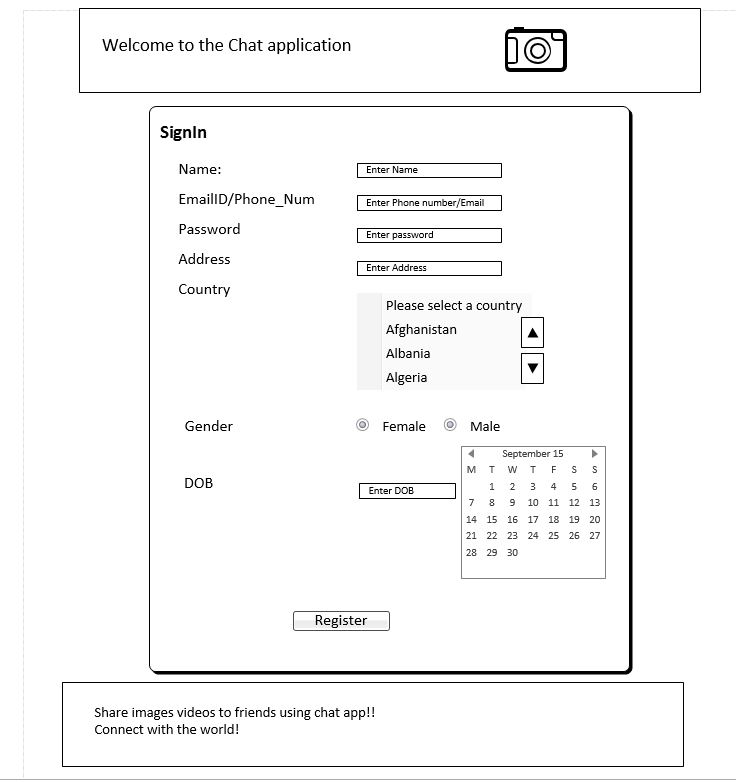 Welcome to the Chat application
SignIn
Name:
Enter Name
EmailID/Phone_Num
Enter Phone number/Email
Password
Enter password
Address
Enter Address
Country
Please select a country
Afghanistan
Albania
Algeria
Gender
Female
Male
DOB
Enter DOB
September 15
M T W T F S S
1 2 3 4 5 6
7 8 9 10 11 12 13
14 15 16 17 18 19 20
21 22 23 24 25 26 27
28 29 30
Register
Share images videos to friends using chat app!!
Connect with the world!